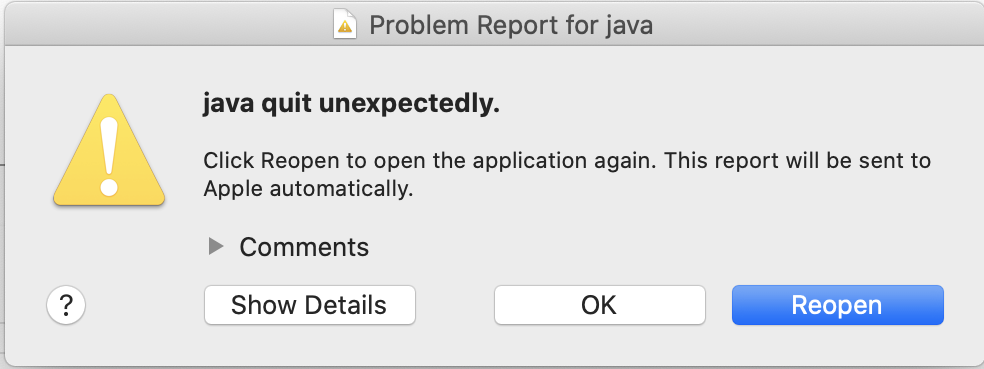 Problem Report for java
java quit unexpectedly.
Click Reopen to open the application again. This report will be sent to
Apple automatically.
Comments
?
Show Details
OK
Reopen